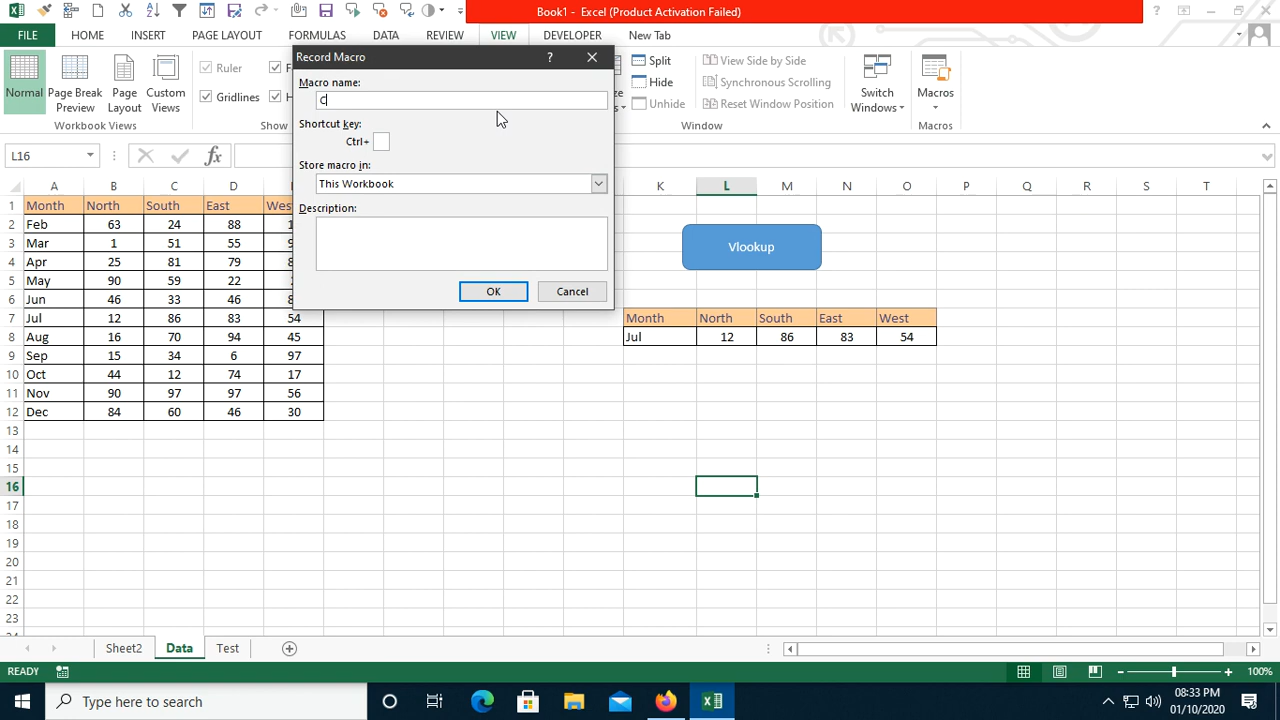 Book1 - Excel (Product Activation Failed)
FILE HOME INSERT PAGE LAYOUT FORMULAS DATA REVIEW VIEW DEVELOPER New Tab
Normal
Page Break Preview
Page Layout
Custom Views
Workbook Views
Ruler
Gridlines
Show
Split
Hide
Unhide
View Side by Side
Synchronous Scrolling
Reset Window Position
Window
Switch Windows
Macros
Macros
Record Macro
?
Macro name:
C
Shortcut key:
Ctrl+
Store macro in:
This Workbook
Description:
OK Cancel
L16
fx
A B C D K L M N O P Q R S T
1 Month North South East Wes
2 Feb 63 24 88 1
3 Mar 1 51 55 9
4 Apr 25 81 79
5 May 90 59 22
6 Jun 46 33 46 8
7 Jul 12 86 83 54
8 Aug 16 70 94 45
9 Sep 15 34 6 97
10 Oct 44 12 74 17
11 Nov 90 97 97 56
12 Dec 84 60 46 30
13
14
15
16
17
18
19
20
21
22
23
Vlookup
Month North South East West
Jul 12 86 83 54
Sheet2 Data Test
READY
100%
Type here to search
08:33 PM
01/10/2020